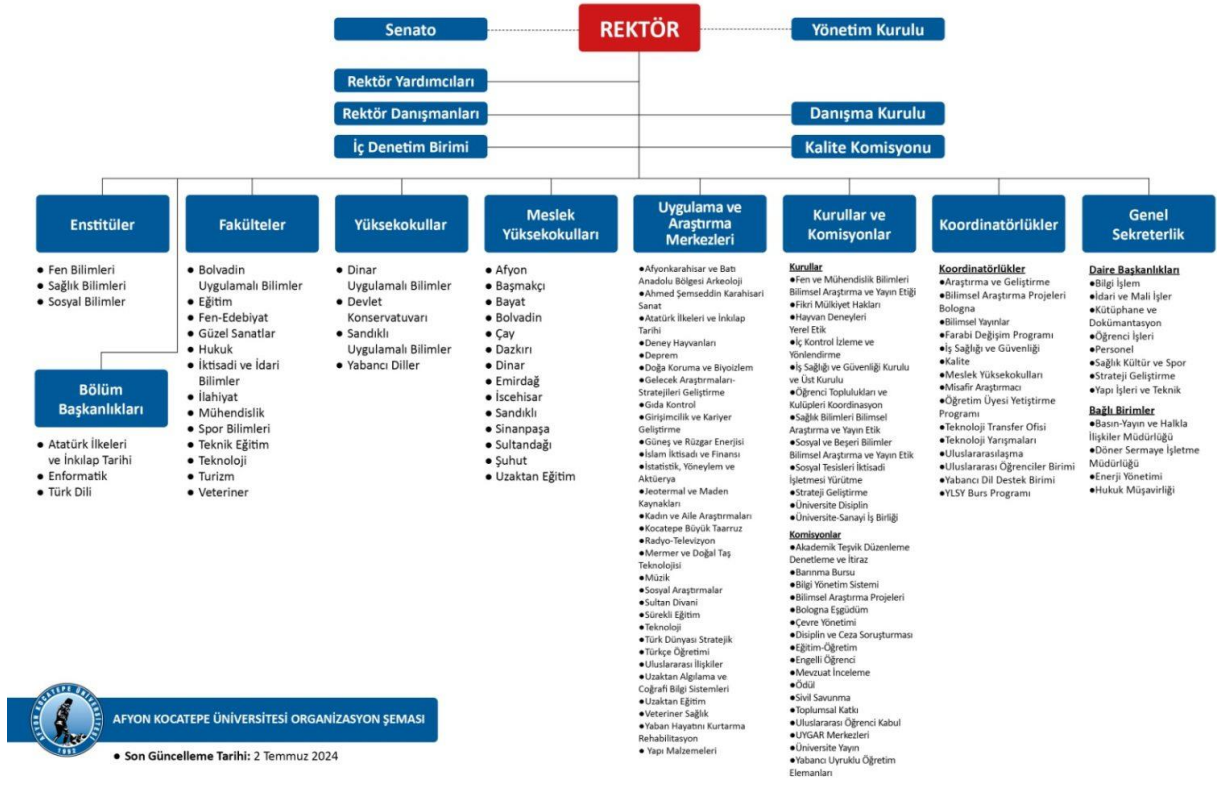 Senato
REKTÖR
Yönetim Kurulu
Rektör Yardımcıları
Rektör Danışmanları
Danışma Kurulu
İç Denetim Birimi
Kalite Komisyonu
Enstitüler
● Fen Bilimleri
● Sağlık Bilimleri
● Sosyal Bilimler
Bölüm
Başkanlıkları
● Atatürk İlkeleri
ve İnkılap Tarihi
● Enformatik
● Türk Dili
Fakülteler
● Bolvadin
Uygulamalı Bilimler
● Eğitim
● Fen-Edebiyat
● Güzel Sanatlar
● Hukuk
● İktisadi ve İdari
Bilimler
● İlahiyat
● Mühendislik
● Spor Bilimleri
● Teknik Eğitim
● Teknoloji
● Turizm
● Veteriner
Yüksekokullar
● Dinar
Uygulamalı Bilimler
● Devlet
Konservatuvarı
● Sandıklı
Uygulamalı Bilimler
● Yabancı Diller
Meslek
Yüksekokulları
● Afyon
● Başmakçı
● Bayat
● Bolvadin
● Çay
● Dazkırı
● Dinar
● Emirdağ
● İscehisar
● Sandıklı
● Sinanpaşa
● Sultandağı
● Şuhut
● Uzaktan Eğitim
Uygulama ve
Araştırma
Merkezleri
●Afyonkarahisar ve Batı
Anadolu Bölgesi Arkeoloji
●Ahmed Şemseddin Karahisari
Sanat
●Atatürk İlkeleri ve İnkılap
Tarihi
●Deney Hayvanları
●Deprem
●Doğa Koruma ve Biyoizlem
●Gelecek Araştırmaları-
Stratejileri Geliştirme
●Gıda Kontrol
●Girişimcilik ve Kariyer
Geliştirme
●Güneş ve Rüzgar Enerjisi
●İslam İktisadı ve Finansı
●İstatistik, Yöneylem ve
Aktüerya
●Jeotermal ve Maden
Kaynakları
●Kadın ve Aile Araştırmaları
●Kocatepe Büyük Taarruz
●Radyo-Televizyon
●Mermer ve Doğal Taş
Teknolojisi
●Müzik
●Sosyal Araştırmalar
●Sultan Divani
●Sürekli Eğitim
●Teknoloji
●Türk Dünyası Stratejik
●Türkçe Öğretimi
●Uluslararası İlişkiler
●Uzaktan Algılama ve
Coğrafi Bilgi Sistemleri
●Uzaktan Eğitim
●Veteriner Sağlık
●Yaban Hayatını Kurtarma
Rehabilitasyon
● Yapı Malzemeleri
Kurullar ve
Komisyonlar
Kurullar
●Fen ve Mühendislik Bilimleri
Bilimsel Araştırma ve Yayın Etiği
●Fikri Mülkiyet Hakları
●Hayvan Deneyleri
Yerel Etik
●İç Kontrol İzleme ve
Yönlendirme
●İş Sağlığı ve Güvenliği Kurulu
ve Üst Kurulu
●Öğrenci Toplulukları ve
Kulüpleri Koordinasyon
●Sağlık Bilimleri Bilimsel
Araştırma ve Yayın Etik
●Sosyal ve Beşeri Bilimler
Bilimsel Araştırma ve Yayın Etik
●Sosyal Tesisleri İktisadi
İşletmesi Yürütme
●Strateji Geliştirme
●Üniversite Disiplin
●Üniversite-Sanayi İş Birliği
Komisyonlar
●Akademik Teşvik Düzenleme
Denetleme ve İtiraz
●Barınma Bursu
●Bilgi Yönetim Sistemi
●Bilimsel Araştırma Projeleri
●Bologna Eşgüdüm
●Çevre Yönetimi
●Disiplin ve Ceza Soruşturması
●Eğitim-Öğretim
●Engelli Öğrenci
●Mevzuat İnceleme
●Ödül
●Sivil Savunma
●Toplumsal Katkı
●Uluslararası Öğrenci Kabul
●UYGAR Merkezleri
●Üniversite Yayın
●Yabancı Uyruklu Öğretim
Elemanları
Koordinatörlükler
Koordinatörlükler
●Araştırma ve Geliştirme
●Bilimsel Araştırma Projeleri
Bologna
●Bilimsel Yayınlar
●Farabi Değişim Programı
●İş Sağlığı ve Güvenliği
●Kalite
●Meslek Yüksekokulları
●Misafir Araştırmacı
●Öğretim Üyesi Yetiştirme
Programı
●Teknoloji Transfer Ofisi
●Teknoloji Yarışmaları
●Uluslararasılaşma
●Uluslararası Öğrenciler Birimi
●Yabancı Dil Destek Birimi
●YLSY Burs Programı
Genel
Sekreterlik
Daire Başkanlıkları
●Bilgi İşlem
●İdari ve Mali İşler
●Kütüphane ve
Dokümantasyon
●Öğrenci İşleri
●Personel
●Sağlık Kültür ve Spor
●Strateji Geliştirme
●Yapı İşleri ve Teknik
Bağlı Birimler
●Basın-Yayın ve Halkla
İlişkiler Müdürlüğü
●Döner Sermaye İşletme
Müdürlüğü
●Enerji Yönetimi
●Hukuk Müşavirliği
AFYON KOCATEPE ÜNİVERSİTESİ
1992
AFYON KOCATEPE ÜNİVERSİTESİ ORGANİZASYON ŞEMASI
● Son Güncelleme Tarihi: 2 Temmuz 2024